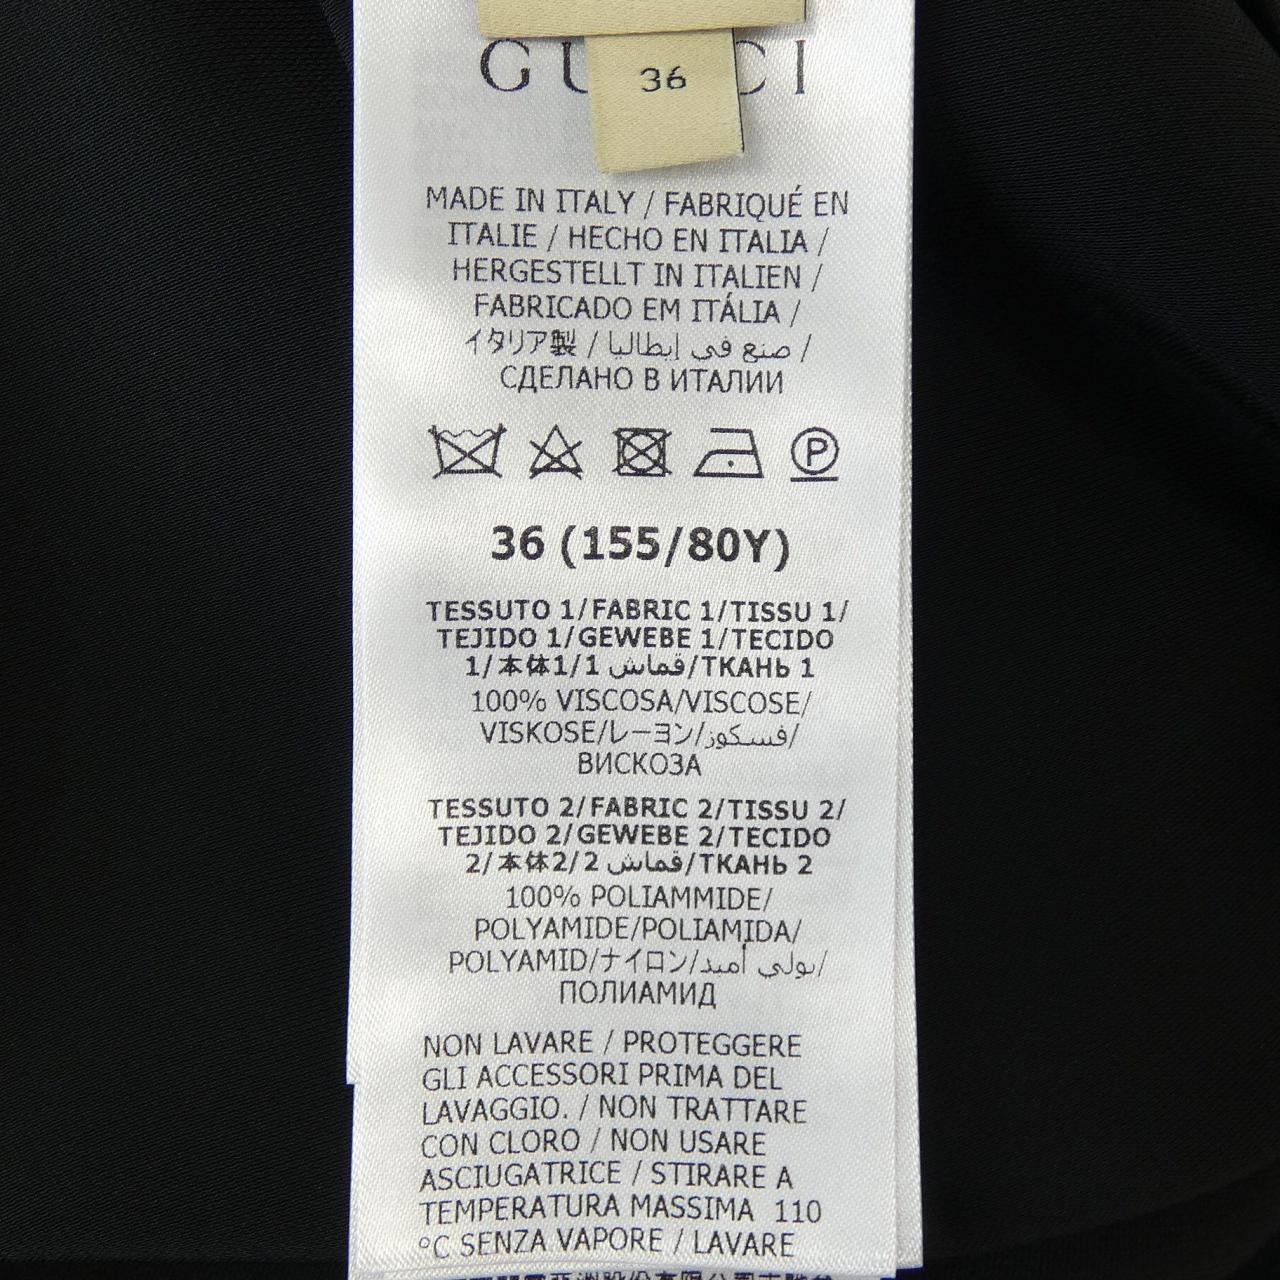 36
MADE IN ITALY / FABRIQUÉ EN
ITALIE / HECHO EN ITALIA /
HERGESTELLT IN ITALIEN /
FABRICADO EM ITÁLIA /
イタリア製 / صنع في إيطاليا /
СДЕЛАНО В ИТАЛИИ
P
36 (155/80Y)
TESSUTO 1/FABRIC 1/TISSU 1/
TEJIDO 1/GEWEBE 1/TECIDO
1/本体1/1 قماش/ТКАНЬ 1
100% VISCOSA/VISCOSE/
VISKOSE/レーヨン/فسكوز/
ВИСКОЗА
TESSUTO 2/FABRIC 2/TISSU 2/
TEJIDO 2/GEWEBE 2/TECIDO
2/本体2/2 قماش/ТКАНЬ 2
100% POLIAMMIDE/
POLYAMIDE/POLIAMIDA/
POLYAMID/ナイロン/بولي أميد/
ПОЛИАМИД
NON LAVARE / PROTEGGERE
GLI ACCESSORI PRIMA DEL
LAVAGGIO. / NON TRATTARE
CON CLORO / NON USARE
ASCIUGATRICE / STIRARE A
TEMPERATURA MASSIMA 110
°C SENZA VAPORE / LAVARE